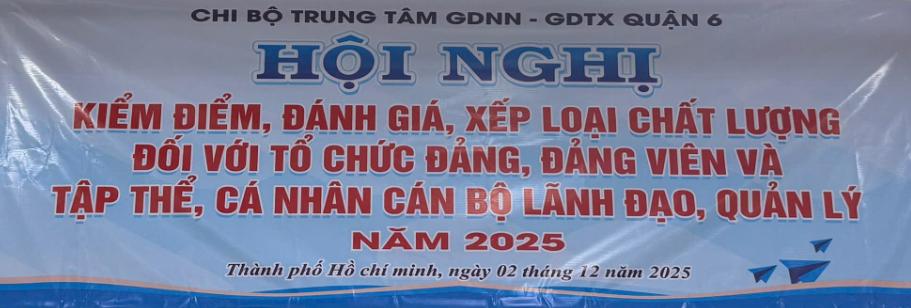 CHI BỘ TRUNG TÂM GDNN - GDTX QUẬN 6
HỘI NGHỊ
KIỂM ĐIỂM, ĐÁNH GIÁ, XẾP LOẠI CHẤT LƯỢNG
ĐỐI VỚI TỔ CHỨC ĐẢNG, ĐẢNG VIÊN VÀ
TẬP THỂ, CÁ NHÂN CÁN BỘ LÃNH ĐẠO, QUẢN LÝ
NĂM 2025
Thành phố Hồ chí minh, ngày 02 tháng 12 năm 2025